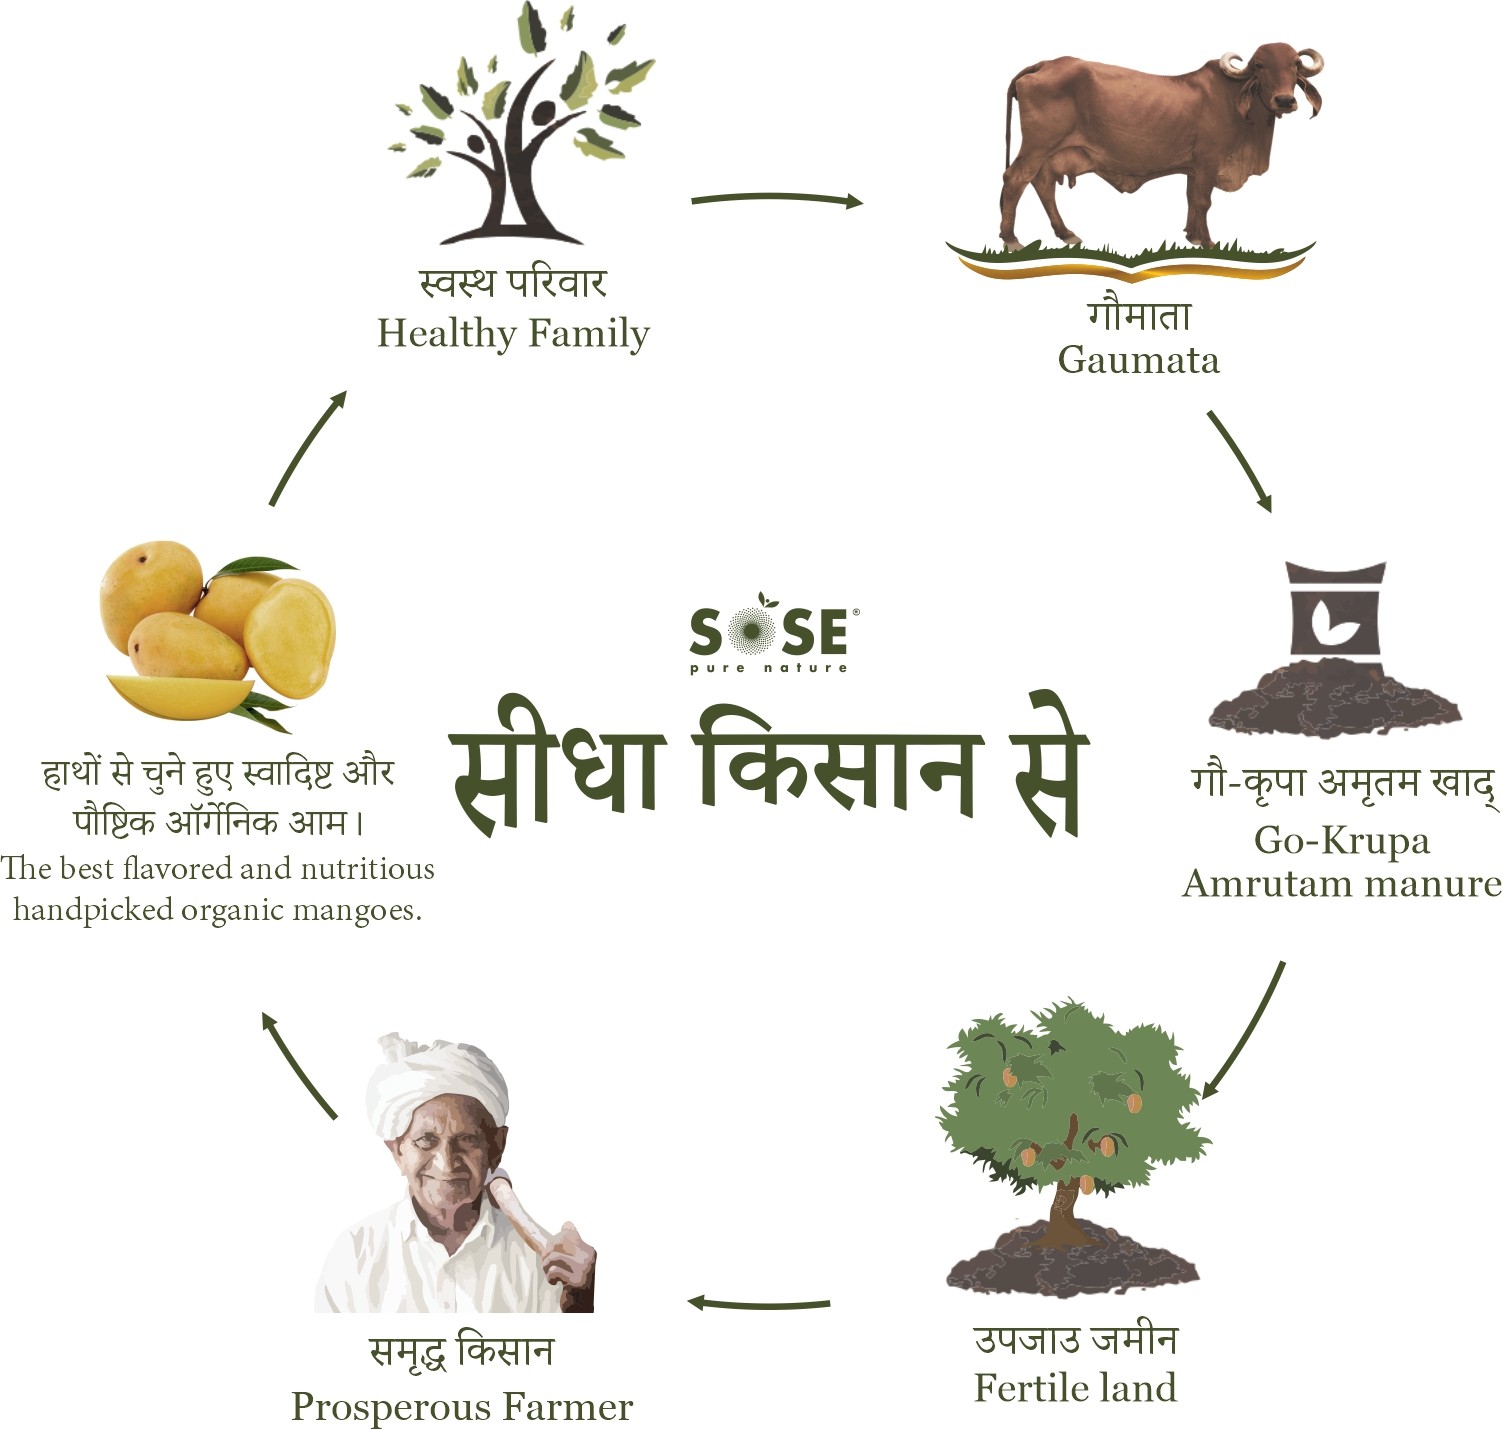 स्वस्थ परिवार
Healthy Family
गौमाता
Gaumata
SOSE®
pure nature
सीधा किसान से
हाथों से चुने हुए स्वादिष्ट और
पौष्टिक ऑर्गेनिक आम।
The best flavored and nutritious
handpicked organic mangoes.
गौ-कृपा अमृतम खाद्
Go-Krupa
Amrutam manure
समृद्ध किसान
Prosperous Farmer
उपजाउ जमीन
Fertile land